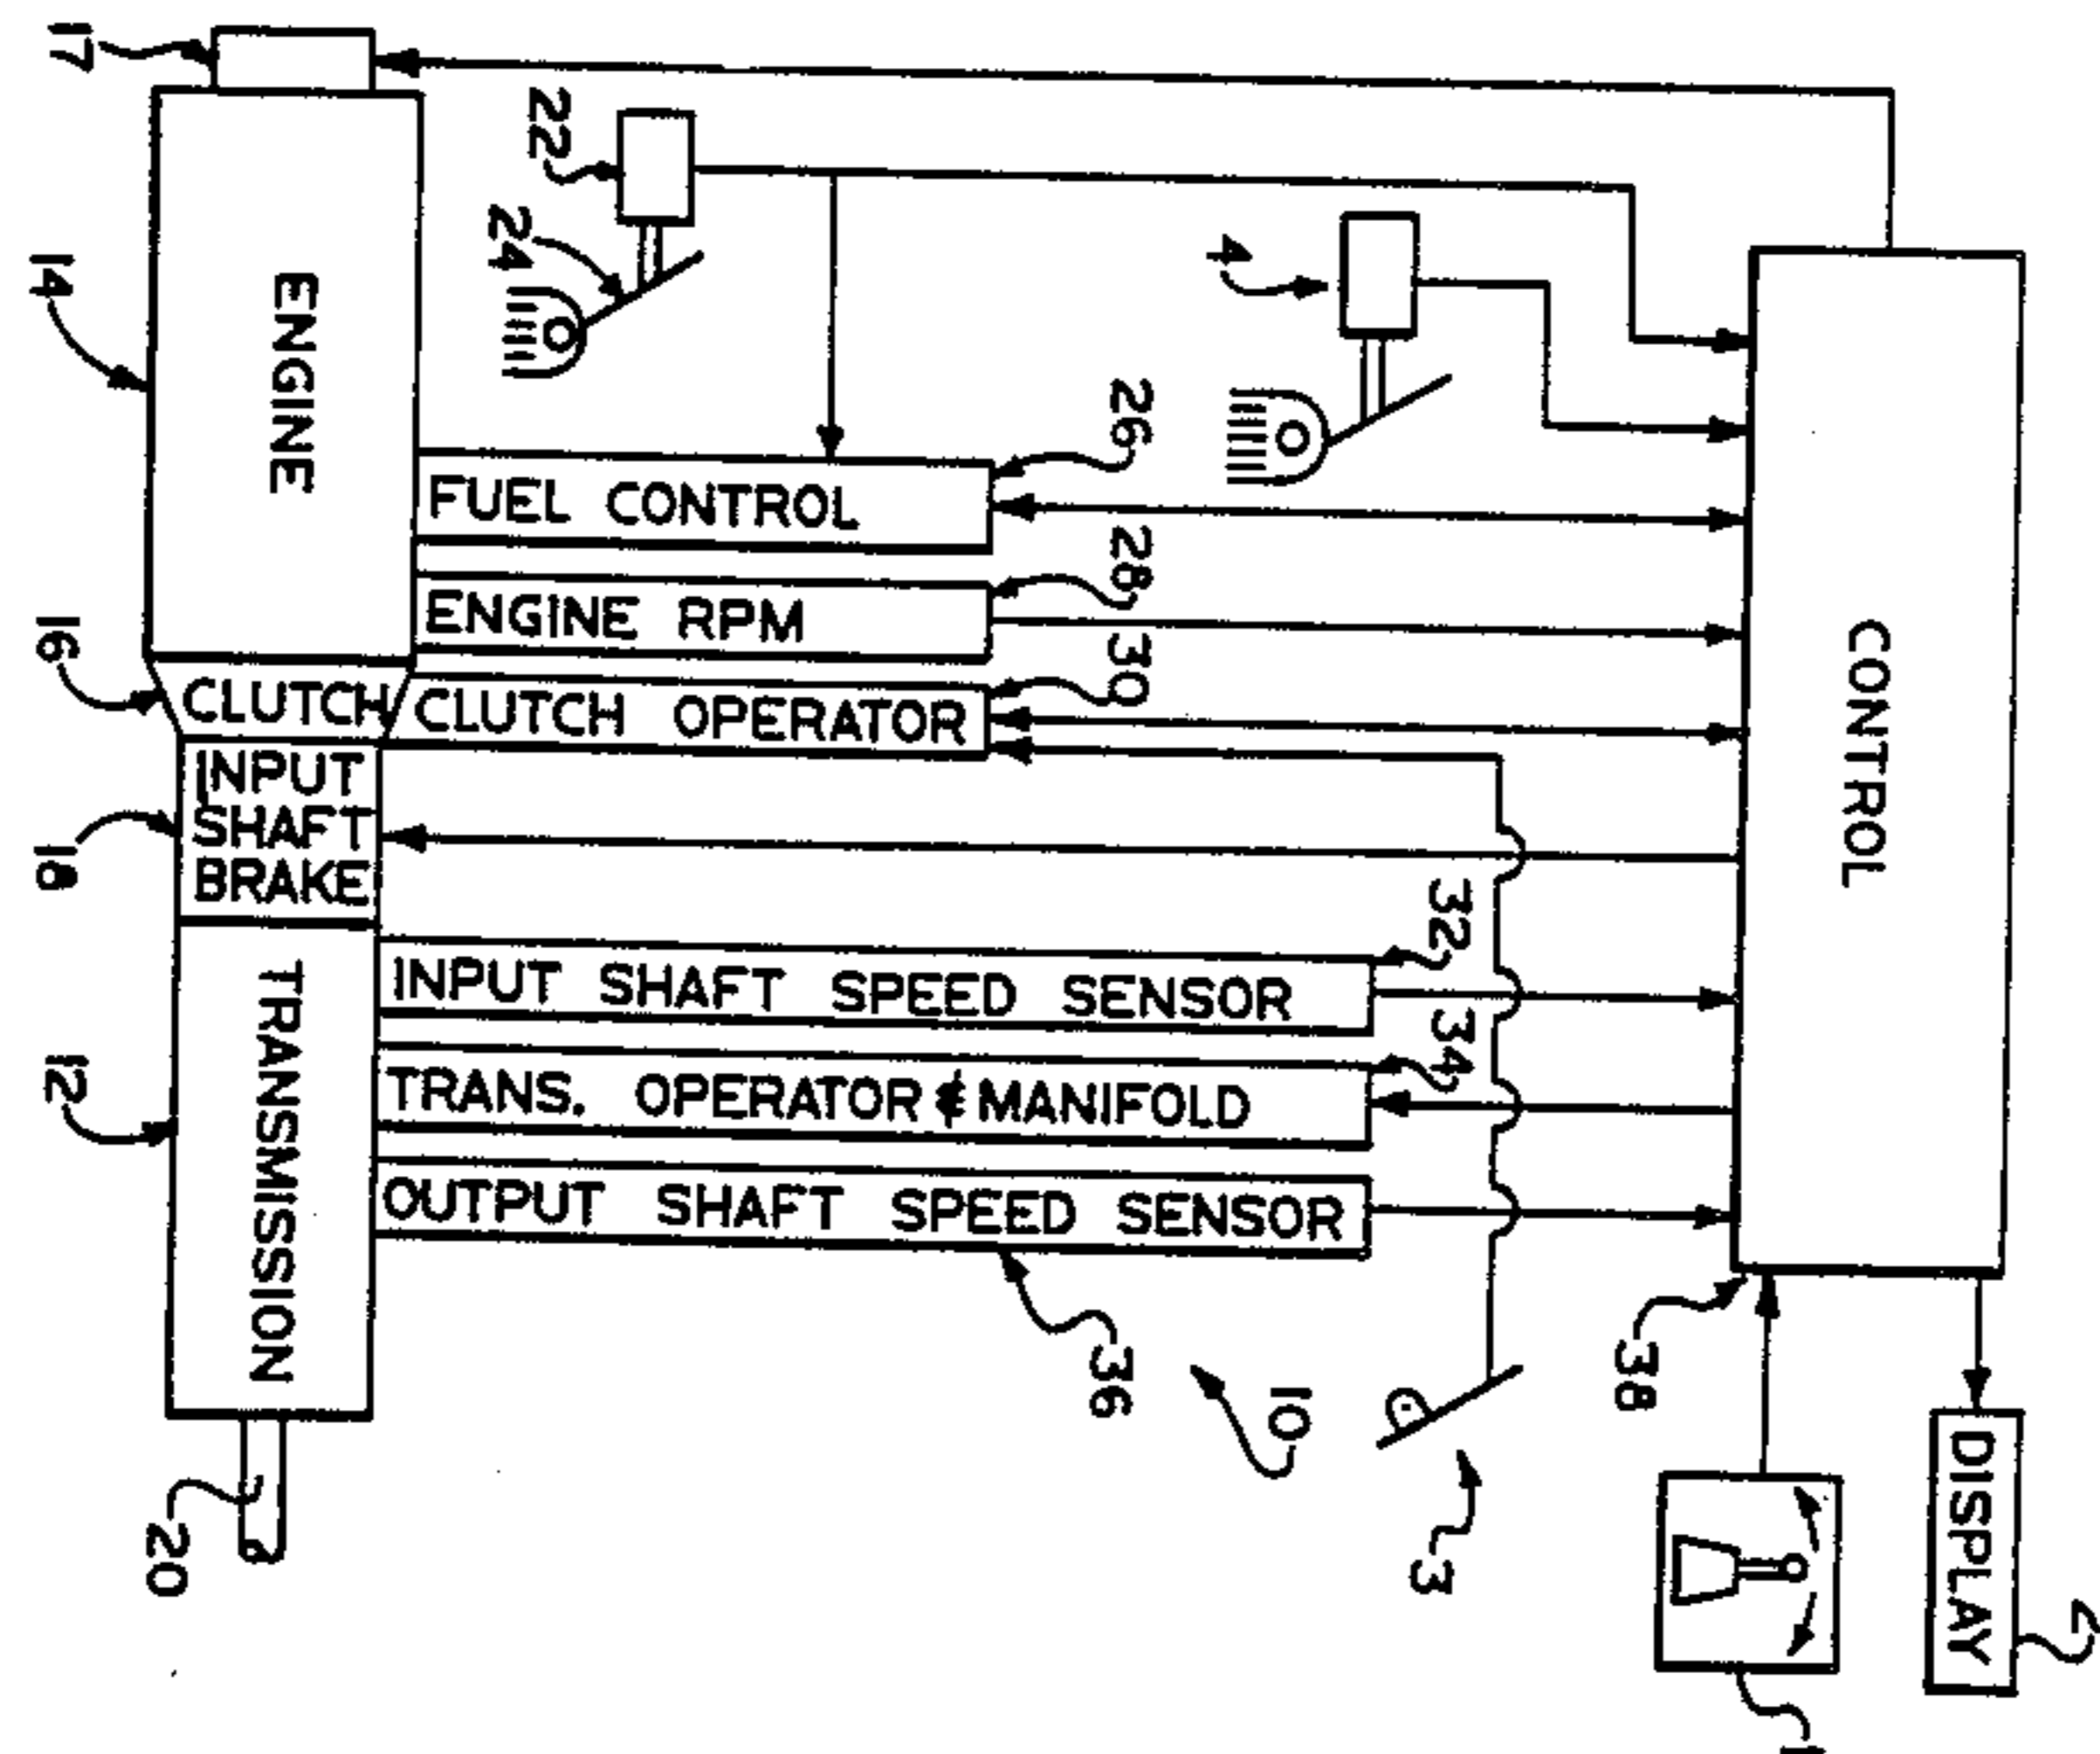 17
22
24
4
14
ENGINE
26
FUEL CONTROL
28
ENGINE RPM
30
16
CLUTCH
CLUTCH OPERATOR
CONTROL
INPUT
SHAFT
BRAKE
18
32
INPUT SHAFT SPEED SENSOR
34
12
TRANSMISSION
TRANS. OPERATOR & MANIFOLD
OUTPUT SHAFT SPEED SENSOR
36
10
38
3
20
DISPLAY
2
1